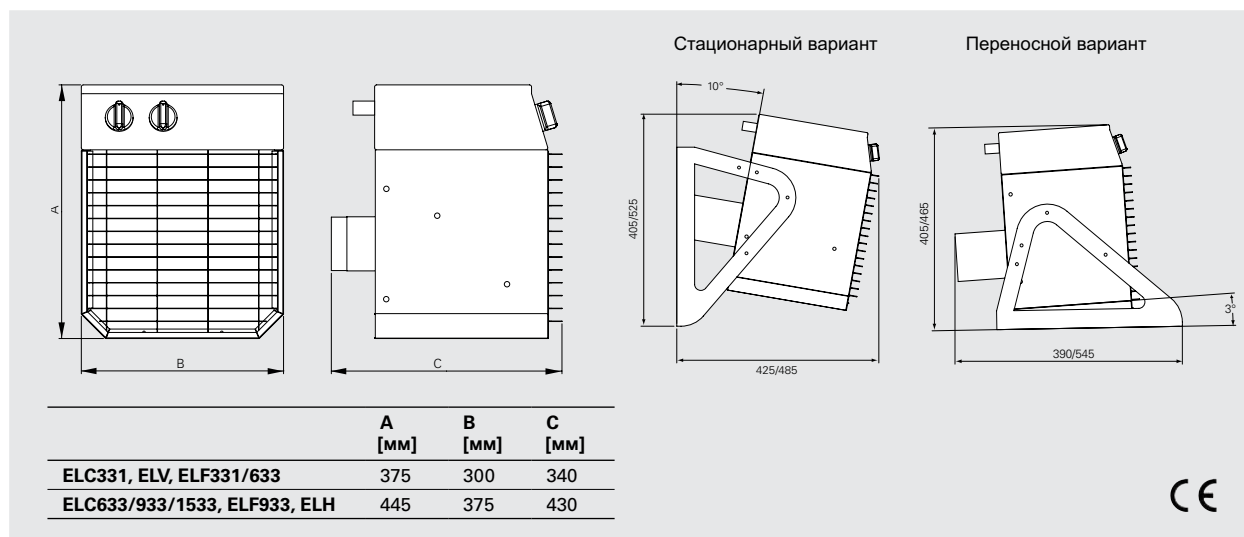 Стационарный вариант
Переносной вариант
10°
A
B
C
405/525
425/485
405/465
3°
390/545
A B C
[мм] [мм] [мм]
ELC331, ELV, ELF331/633 375 300 340
ELC633/933/1533, ELF933, ELH 445 375 430
CE